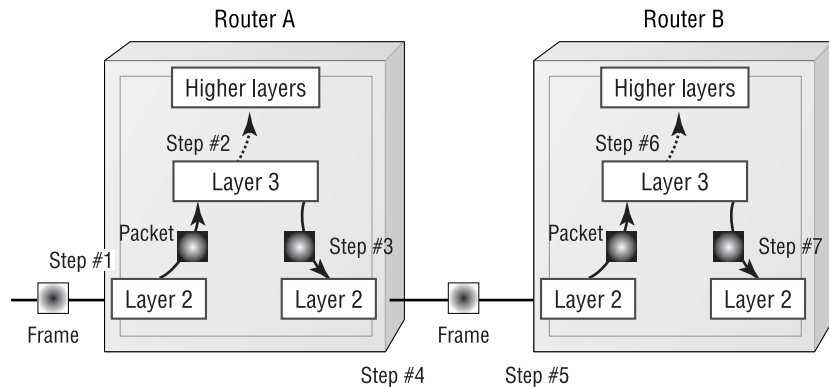 Router A
Router B
Higher layers
Higher layers
Step #2
Step #6
Layer 3
Layer 3
Packet
Step #3
Packet
Step #7
Step #1
Layer 2
Layer 2
Layer 2
Layer 2
Frame
Frame
Step #4
Step #5